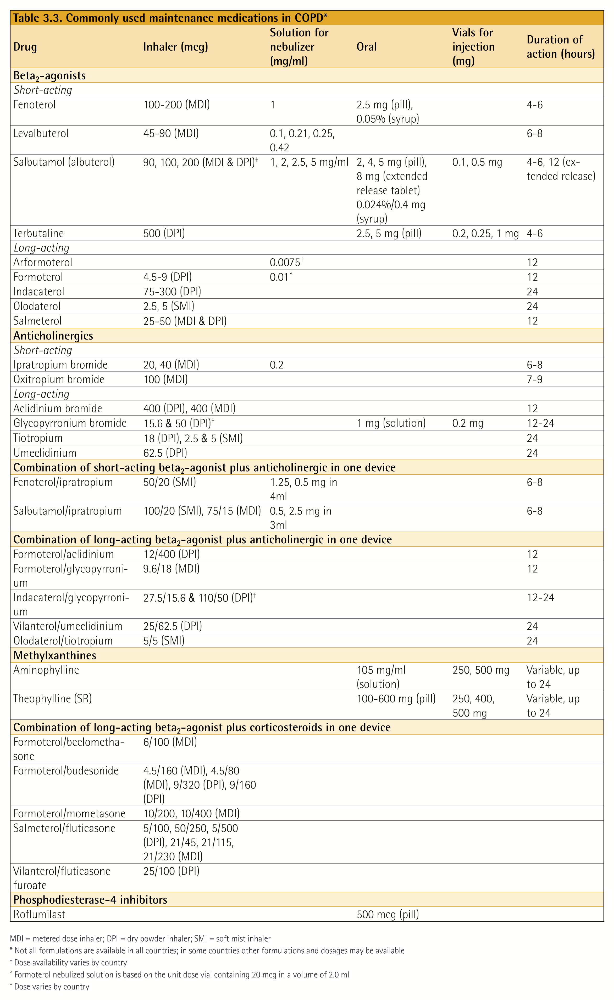 Table 3.3. Commonly used maintenance medications in COPD*
Drug Inhaler (mcg) Solution for nebulizer (mg/ml) Oral Vials for injection (mg) Duration of action (hours)
Beta2-agonists
Short-acting
Fenoterol 100-200 (MDI) 1 2.5 mg (pill), 4-6
0.05% (syrup)
Levalbuterol 45-90 (MDI) 0.1, 0.21, 0.25, 6-8
0.42
Salbutamol (albuterol) 90, 100, 200 (MDI & DPI)† 1, 2, 2.5, 5 mg/ml 2, 4, 5 mg (pill), 0.1, 0.5 mg 4-6, 12 (ex-
8 mg (extended tended release)
release tablet)
0.024%/0.4 mg
(syrup)
Terbutaline 500 (DPI) 2.5, 5 mg (pill) 0.2, 0.25, 1 mg 4-6
Long-acting
Arformoterol 0.0075† 12
Formoterol 4.5-9 (DPI) 0.01^ 12
Indacaterol 75-300 (DPI) 24
Olodaterol 2.5, 5 (SMI) 24
Salmeterol 25-50 (MDI & DPI) 12
Anticholinergics
Short-acting
Ipratropium bromide 20, 40 (MDI) 0.2 6-8
Oxitropium bromide 100 (MDI) 7-9
Long-acting
Aclidinium bromide 400 (DPI), 400 (MDI) 12
Glycopyrronium bromide 15.6 & 50 (DPI)† 1 mg (solution) 0.2 mg 12-24
Tiotropium 18 (DPI), 2.5 & 5 (SMI) 24
Umeclidinium 62.5 (DPI) 24
Combination of short-acting beta2-agonist plus anticholinergic in one device
Fenoterol/ipratropium 50/20 (SMI) 1.25, 0.5 mg in 6-8
4ml
Salbutamol/ipratropium 100/20 (SMI), 75/15 (MDI) 0.5, 2.5 mg in 6-8
3ml
Combination of long-acting beta2-agonist plus anticholinergic in one device
Formoterol/aclidinium 12/400 (DPI) 12
Formoterol/glycopyrroni- 9.6/18 (MDI) 12
um
Indacaterol/glycopyrroni- 27.5/15.6 & 110/50 (DPI)‡ 12-24
um
Vilanterol/umeclidinium 25/62.5 (DPI) 24
Olodaterol/tiotropium 5/5 (SMI) 24
Methylxanthines
Aminophylline 105 mg/ml 250, 500 mg Variable, up
(solution) to 24
Theophylline (SR) 100-600 mg (pill) 250, 400, Variable, up
500 mg to 24
Combination of long-acting beta2-agonist plus corticosteroids in one device
Formoterol/beclometha- 6/100 (MDI)
sone
Formoterol/budesonide 4.5/160 (MDI), 4.5/80
(MDI), 9/320 (DPI), 9/160
(DPI)
Formoterol/mometasone 10/200, 10/400 (MDI)
Salmeterol/fluticasone 5/100, 50/250, 5/500
(DPI), 21/45, 21/115,
21/230 (MDI)
Vilanterol/fluticasone 25/100 (DPI)
furoate
Phosphodiesterase-4 inhibitors
Roflumilast 500 mcg (pill)
MDI = metered dose inhaler; DPI = dry powder inhaler; SMI = soft mist inhaler
* Not all formulations are available in all countries; in some countries other formulations and dosages may be available
‡ Dose availability varies by country
^ Formoterol nebulized solution is based on the unit dose vial containing 20 mcg in a volume of 2.0 ml
† Dose varies by country